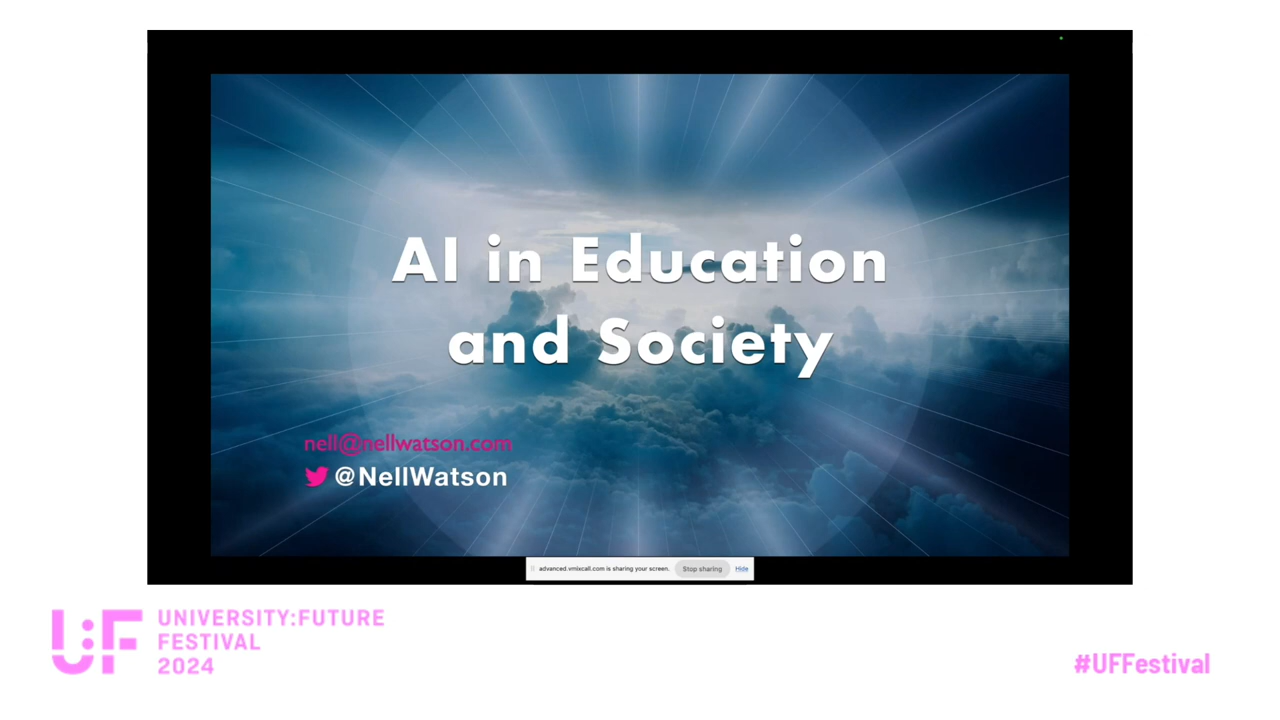 AI in Education
and Society
nell@nellwatson.com
@NellWatson
advanced.vmixcall.com is sharing your screen. Stop sharing Hide
U:F
UNIVERSITY:FUTURE
FESTIVAL
2024
#UFFestival